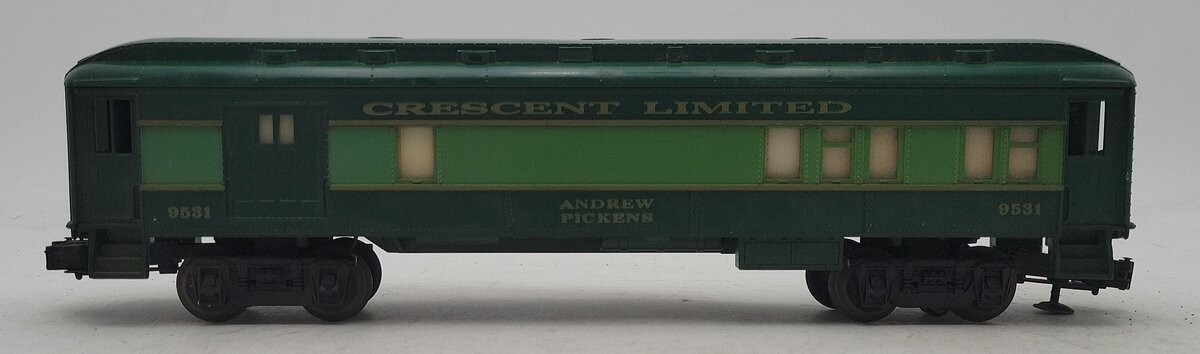 CRESCENT LIMITED
9531
ANDREW
PICKENS
9531